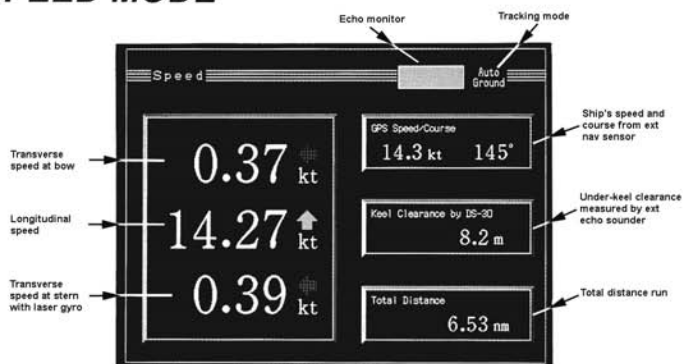 PEED MODE
Echo monitor
Tracking mode
Speed
Auto
Ground
Transverse
speed at bow
0.37 kt
Longitudinal
speed
14.27 kt
Transverse
speed at stern
with laser gyro
0.39 kt
GPS Speed/Course
14.3 kt 145°
Ship's speed and
course from ext
nav sensor
Keel Clearance by DS-30
8.2 m
Under-keel clearance
measured by ext
echo sounder
Total Distance
6.53 nm
Total distance run